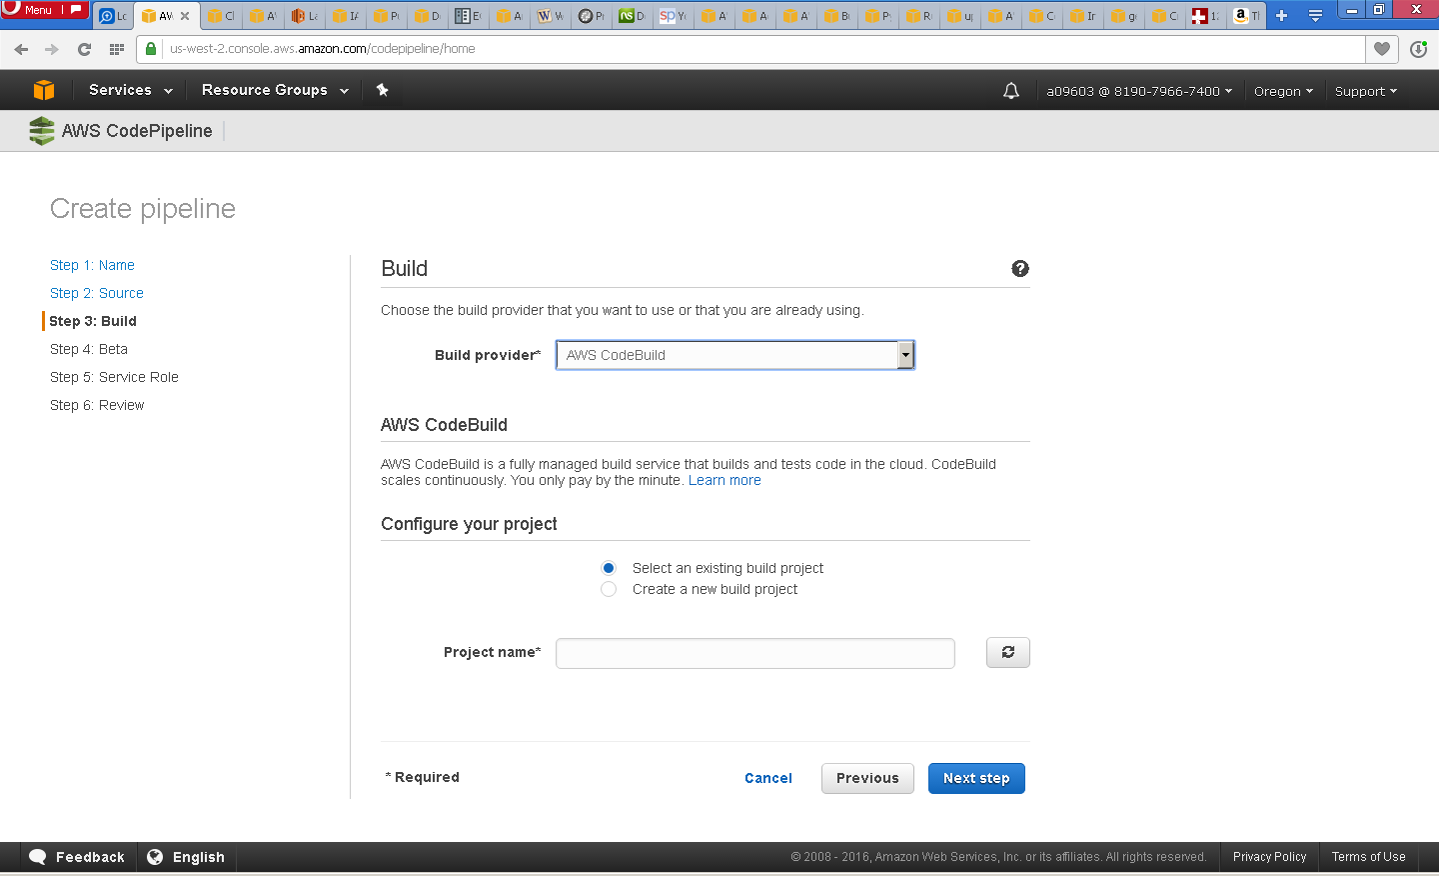 Menu
us-west-2.console.aws.amazon.com/codepipeline/home
Services Resource Groups a09603 @ 8190-7966-7400 Oregon Support
AWS CodePipeline
Create pipeline
Step 1: Name
Step 2: Source
Step 3: Build
Step 4: Beta
Step 5: Service Role
Step 6: Review
Build
Choose the build provider that you want to use or that you are already using.
Build provider* AWS CodeBuild
AWS CodeBuild
AWS CodeBuild is a fully managed build service that builds and tests code in the cloud. CodeBuild
scales continuously. You only pay by the minute. Learn more
Configure your project
Select an existing build project
Create a new build project
Project name*
* Required Cancel Previous Next step
Feedback English © 2008 - 2016, Amazon Web Services, Inc. or its affiliates. All rights reserved. Privacy Policy Terms of Use